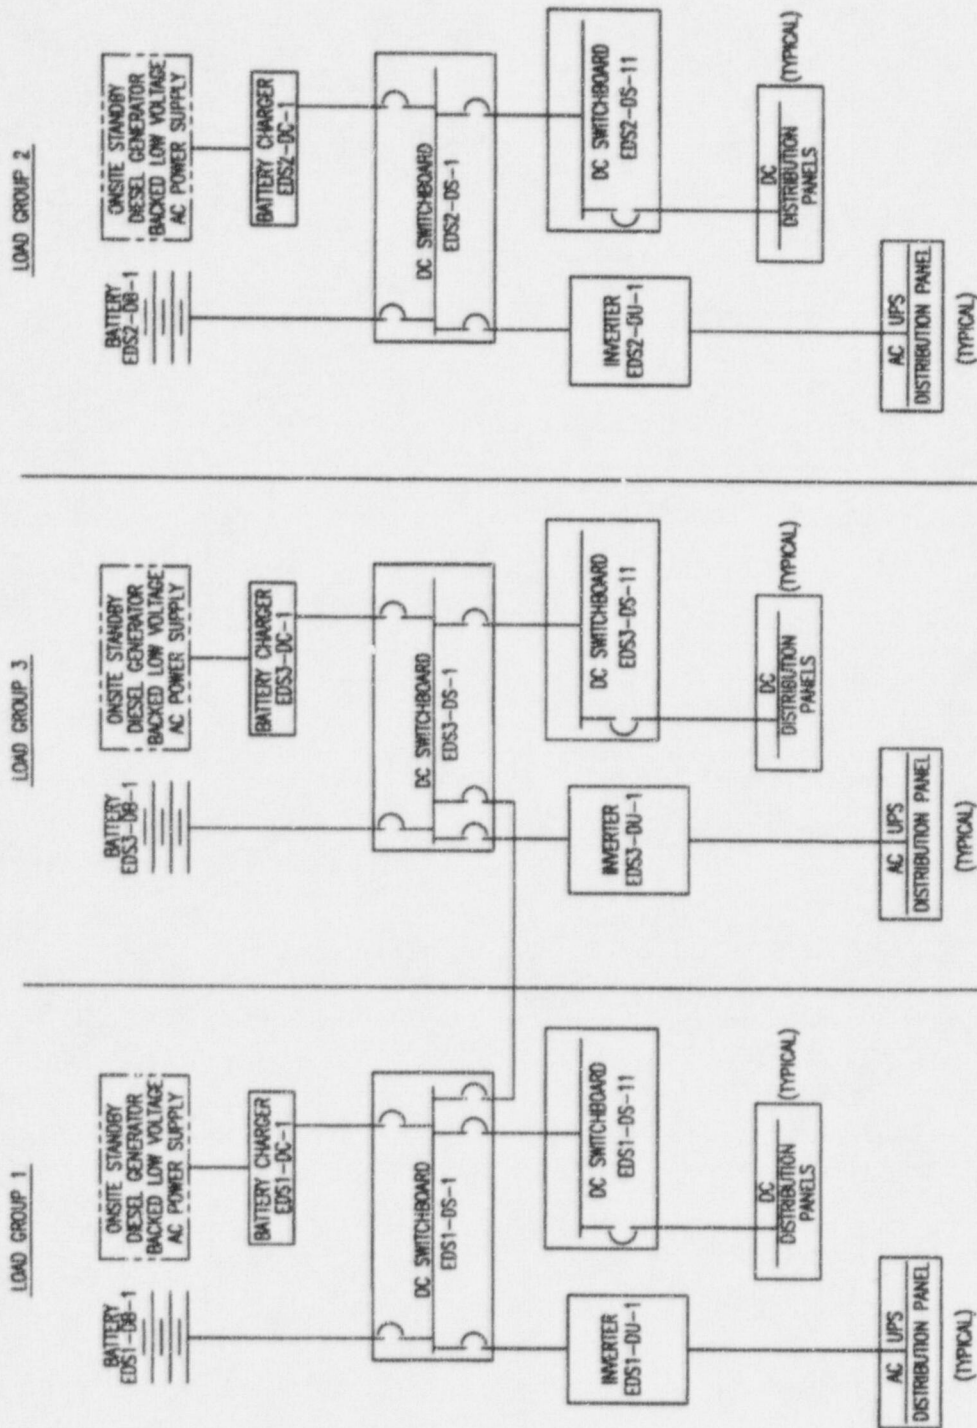 LOAD GROUP 1
BATTERY
EDS1-DB-1
ONSITE STANDBY
DIESEL GENERATOR
BACKED LOW VOLTAGE
AC POWER SUPPLY
BATTERY CHARGER
EDS1-DC-1
DC SWITCHBOARD
EDS1-DS-1
DC SWITCHBOARD
EDS1-DS-11
INVERTER
EDS1-DU-1
DC
DISTRIBUTION
PANELS
(TYPICAL)
AC UPS
DISTRIBUTION PANEL
(TYPICAL)
LOAD GROUP 3
BATTERY
EDS3-DB-1
ONSITE STANDBY
DIESEL GENERATOR
BACKED LOW VOLTAGE
AC POWER SUPPLY
BATTERY CHARGER
EDS3-DC-1
DC SWITCHBOARD
EDS3-DS-1
DC SWITCHBOARD
EDS3-DS-11
INVERTER
EDS3-DU-1
DC
DISTRIBUTION
PANELS
(TYPICAL)
AC UPS
DISTRIBUTION PANEL
(TYPICAL)
LOAD GROUP 2
BATTERY
EDS2-DB-1
ONSITE STANDBY
DIESEL GENERATOR
BACKED LOW VOLTAGE
AC POWER SUPPLY
BATTERY CHARGER
EDS2-DC-1
DC SWITCHBOARD
EDS2-DS-1
DC SWITCHBOARD
EDS2-DS-11
INVERTER
EDS2-DU-1
DC
DISTRIBUTION
PANELS
(TYPICAL)
AC UPS
DISTRIBUTION PANEL
(TYPICAL)